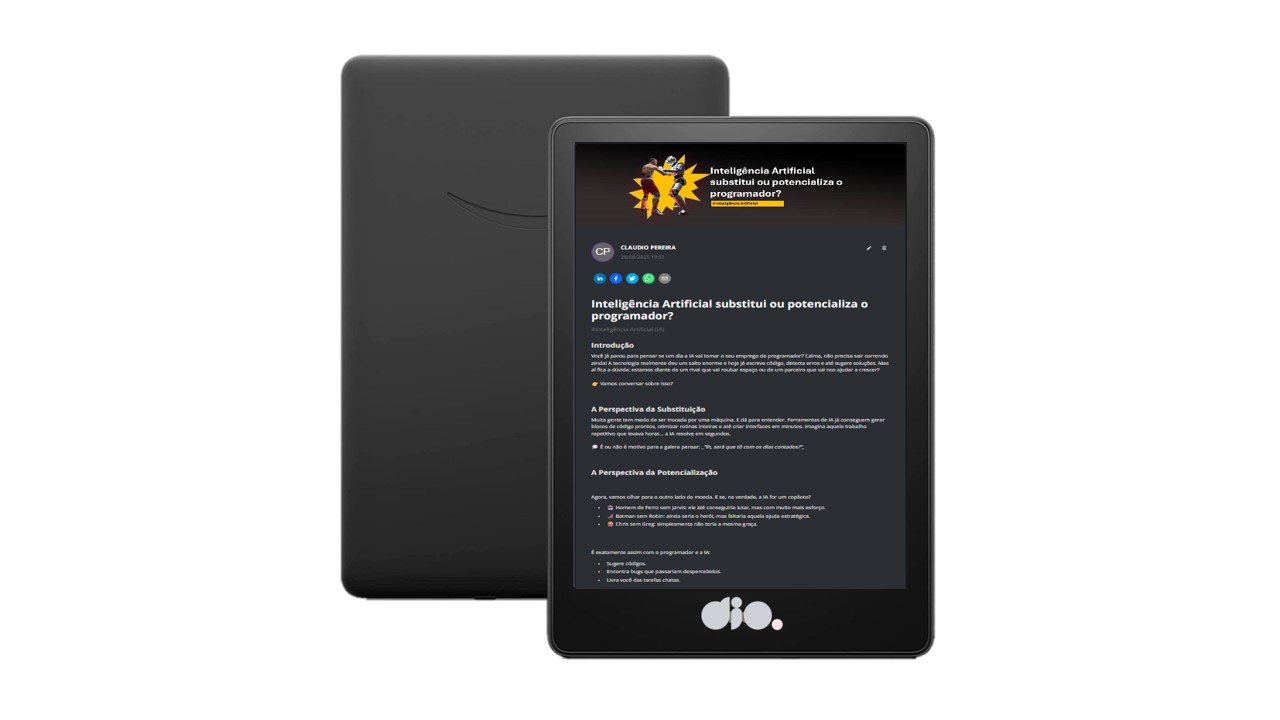 Inteligência Artificial
substitui ou potencializa o
programador?
#Inteligência Artificial
CP
CLAUDIO PEREIRA
Inteligência Artificial substitui ou potencializa o
programador?
#Inteligência Artificial (IA)
Introdução
Você já parou para pensar se um dia a IA vai tomar o seu emprego de programador? Calma, não precisa sair correndo
ainda! A tecnologia realmente deu um salto enorme e hoje já escreve código, detecta erros e até sugere soluções. Mas
aí fica a dúvida: estamos diante de um rival que vai roubar espaço ou de um parceiro que vai nos ajudar a crescer?
👉 Vamos conversar sobre isso?
A Perspectiva da Substituição
Muita gente tem medo de ser trocada por uma máquina. E dá para entender. Ferramentas de IA já conseguem gerar
blocos de código prontos, otimizar rotinas inteiras e até criar interfaces em minutos. Imagina aquele trabalho
repetitivo que levava horas... a IA resolve em segundos.
💭 E ou não é motivo para a galera pensar: _"Ih, será que tô com os dias contados?"_
A Perspectiva da Potencialização
Agora, vamos olhar para o outro lado da moeda. E se, na verdade, a IA for um copiloto?
• Homem de Ferro sem Jarvis: ele até conseguiria lutar, mas com muito mais esforço.
• Batman sem Robin: ainda seria o herói, mas faltaria aquela ajuda estratégica.
• Chris sem Greg: simplesmente não teria a mesma graça.
É exatamente assim com o programador e a IA:
• Sugere códigos.
• Encontra bugs que passariam despercebidos.
• Livra você das tarefas chatas.
dio.